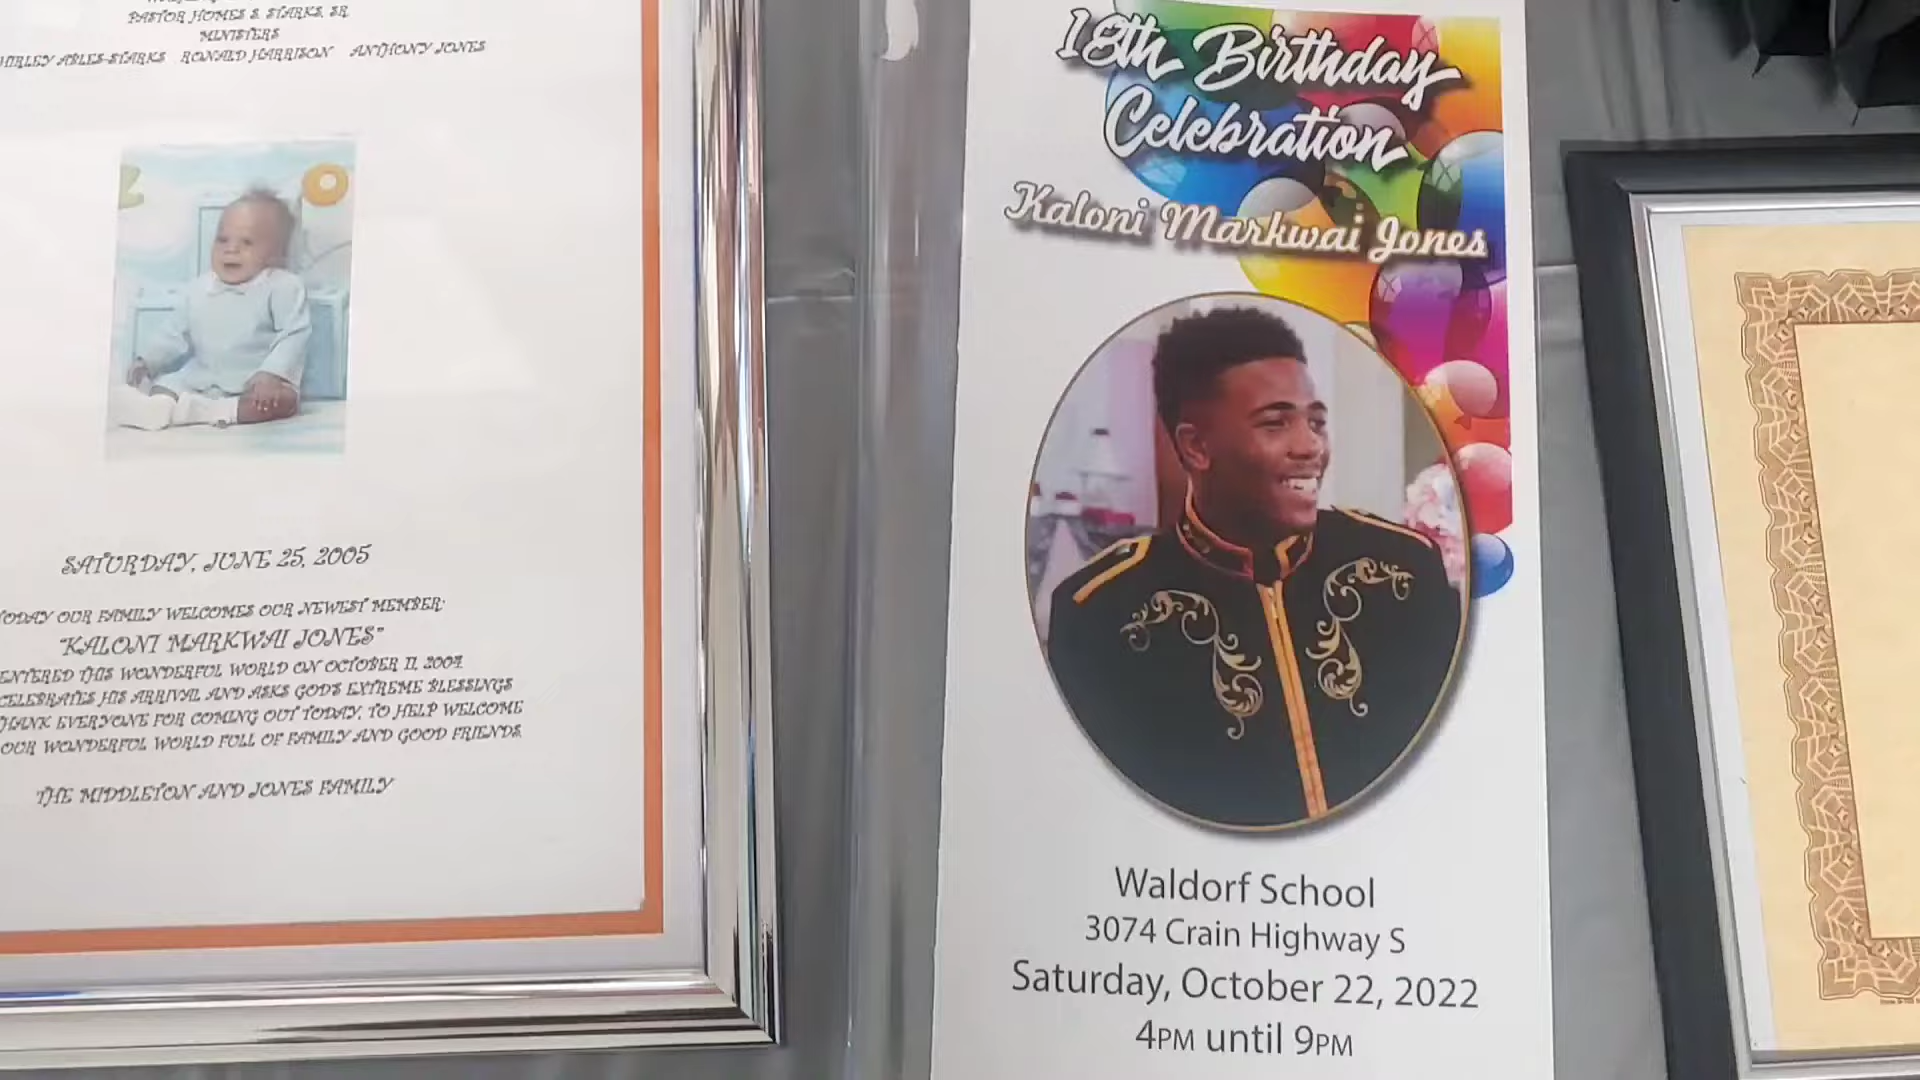 PASTOR HOMES S. STARKS, SR.
MINISTERS
SHIRLEY ABLES-STARKS RONALD HARRISON ANTHONY JONES
SATURDAY, JUNE 25, 2005
TODAY OUR FAMILY WELCOMES OUR NEWEST MEMBER:
"KALONI MARKWAI JONES"
ENTERED THIS WONDERFUL WORLD ON OCTOBER 11, 2004.
CELEBRATES HIS ARRIVAL AND ASKS GOD'S EXTREME BLESSINGS
THANK EVERYONE FOR COMING OUT TODAY, TO HELP WELCOME
OUR WONDERFUL WORLD FULL OF FAMILY AND GOOD FRIENDS.
THE MIDDLETON AND JONES FAMILY
18th Birthday
Celebration
Kaloni Markwai Jones
Waldorf School
3074 Crain Highway S
Saturday, October 22, 2022
4PM until 9PM